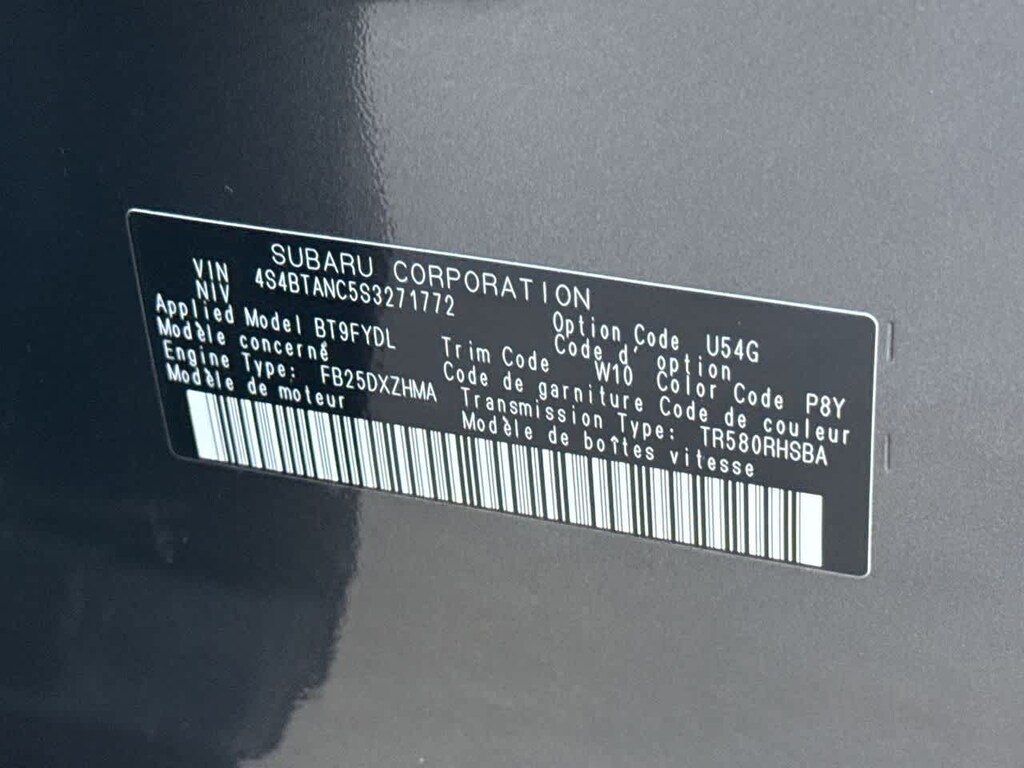 SUBARU CORPORATION
VIN 4S4BTANC5S3271772
NIV
Option Code U54G
Code d' option
Applied Model BT9FYDL
Modèle concerné
Trim Code W10 Color Code P8Y
Code de garniture Code de couleur
Engine Type: FB25DXZHMA
Modèle de moteur
Transmission Type: TR580RHSBA
Modèle de boîtes vitesse